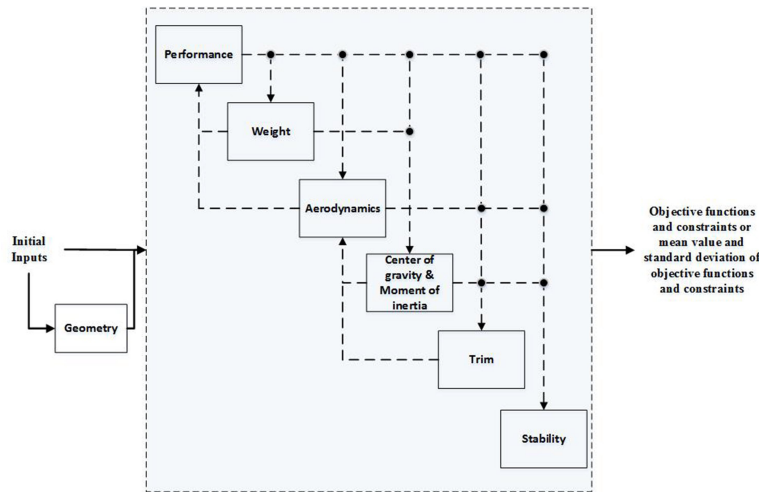 Performance
Weight
Aerodynamics
Center of
gravity &
Moment of
inertia
Trim
Stability
Initial
Inputs
Geometry
Objective functions
and constraints or
mean value and
standard deviation of
objective functions
and constraints